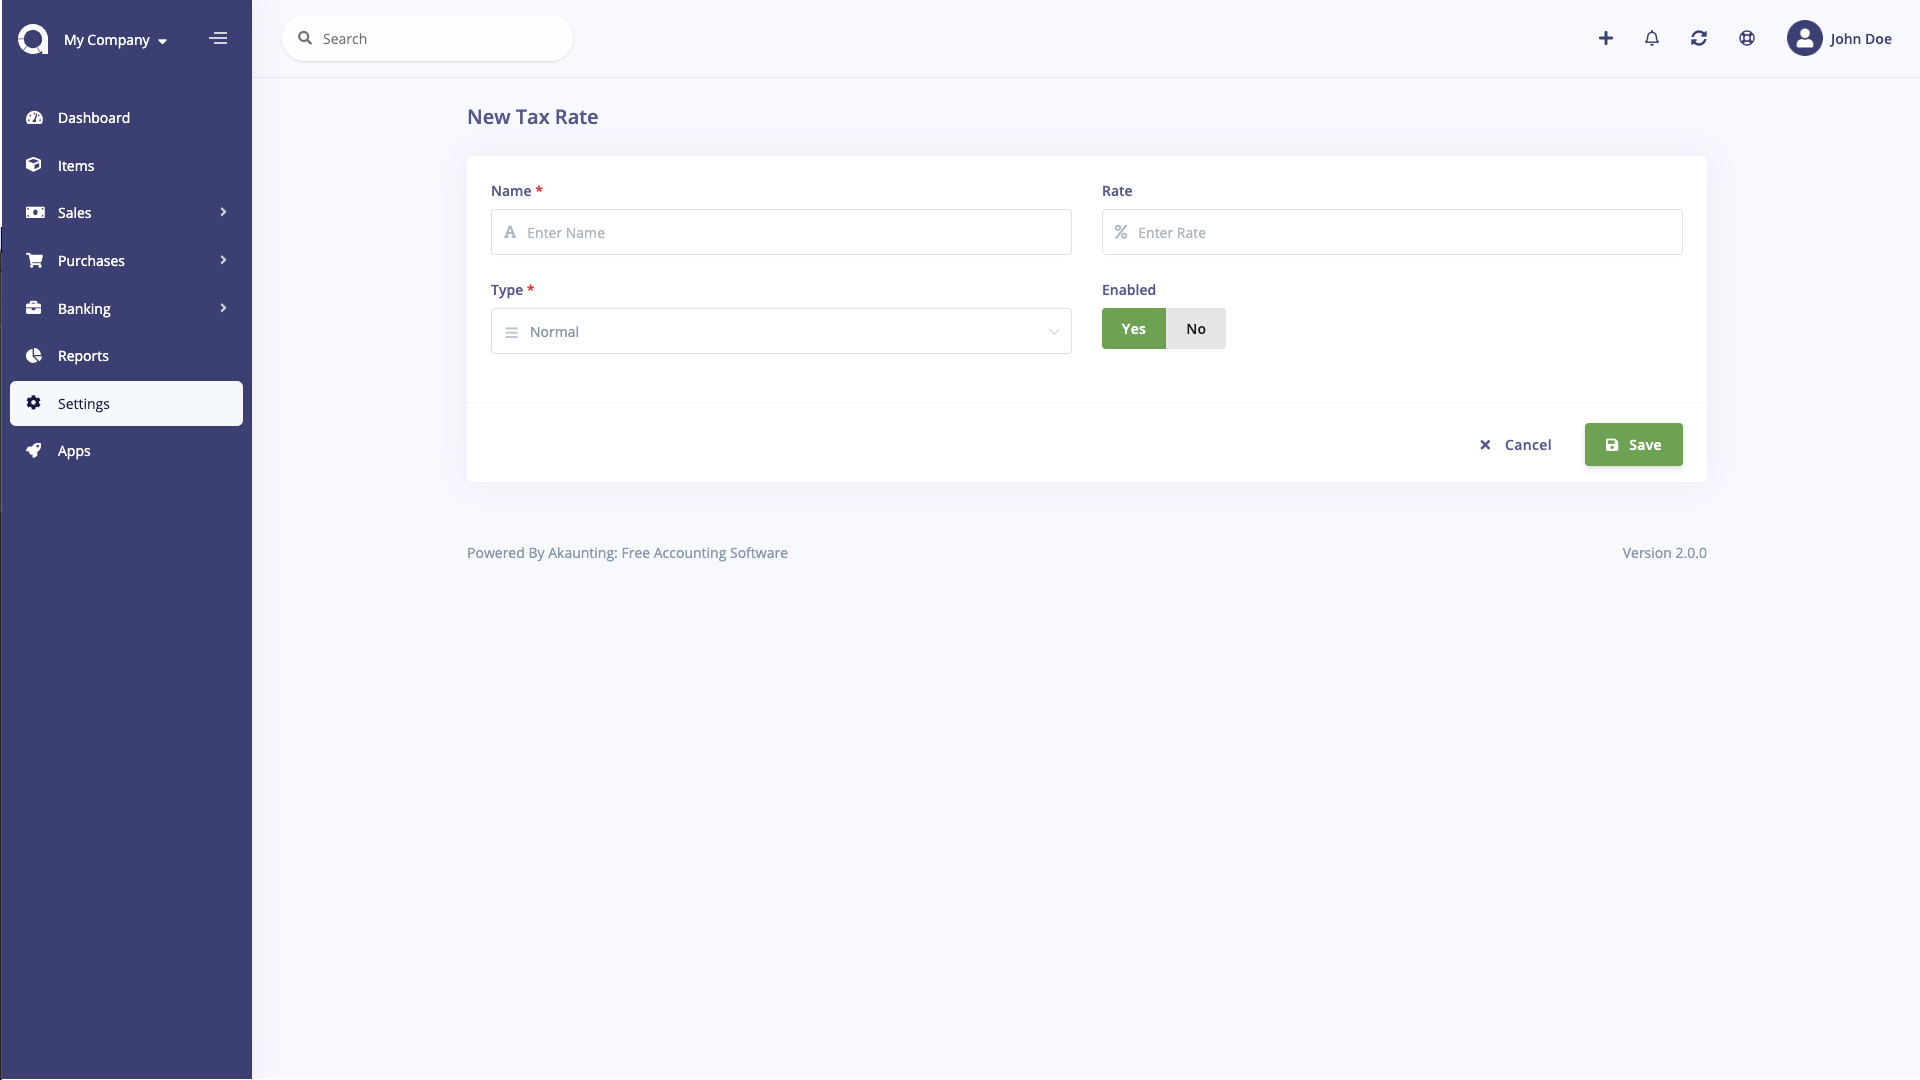 My Company
Search
John Doe
Dashboard
Items
Sales
Purchases
Banking
Reports
Settings
Apps
New Tax Rate
Name *
Rate
Enter Name
Enter Rate
Type *
Enabled
Normal
Yes No
Cancel
Save
Powered By Akaunting: Free Accounting Software
Version 2.0.0